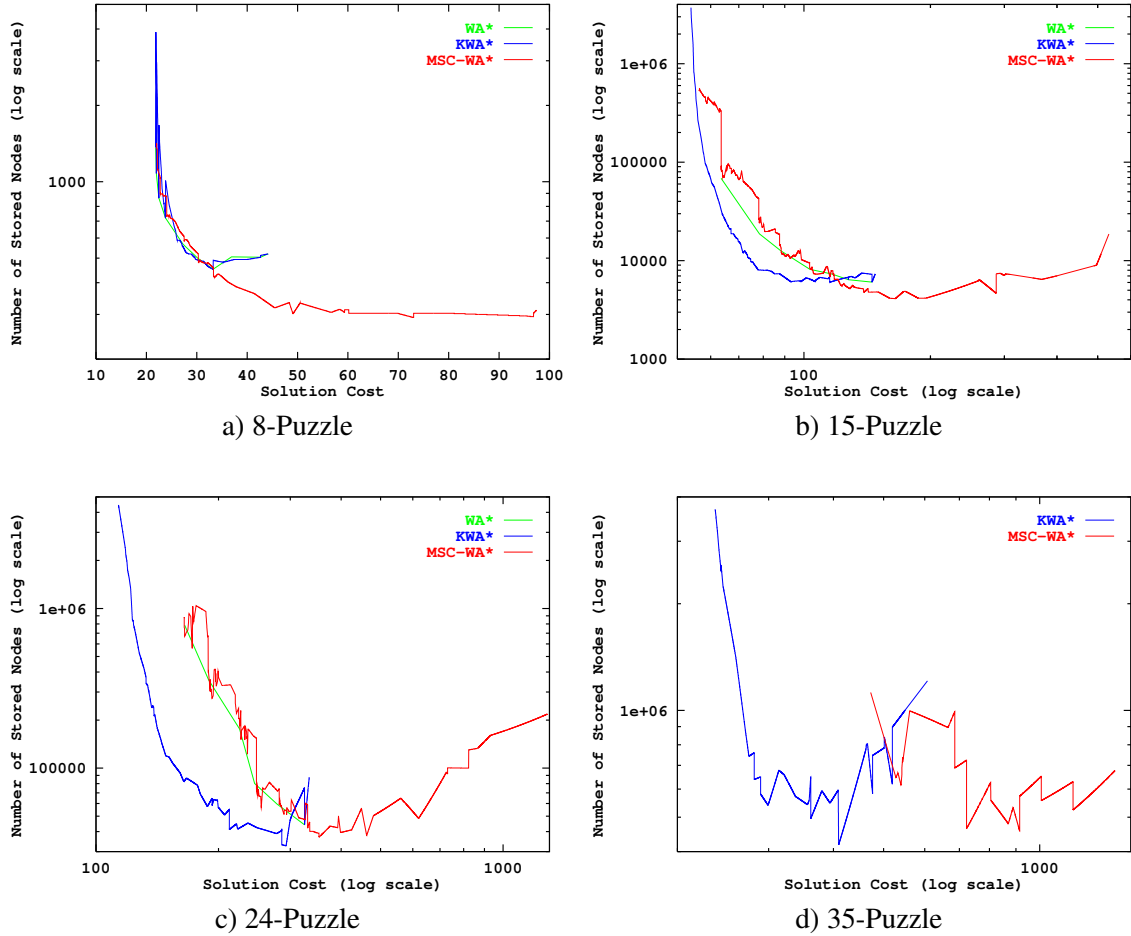 WA*
KWA*
MSC-WA*
Number of Stored Nodes (log scale)
1000
10 20 30 40 50 60 70 80 90 100
Solution Cost
a) 8-Puzzle
WA*
KWA*
MSC-WA*
Number of Stored Nodes (log scale)
1e+06
100000
10000
1000
100
Solution Cost (log scale)
b) 15-Puzzle
WA*
KWA*
MSC-WA*
Number of Stored Nodes (log scale)
1e+06
100000
100 1000
Solution Cost (log scale)
c) 24-Puzzle
KWA*
MSC-WA*
Number of Stored Nodes (log scale)
1e+06
1000
Solution Cost (log scale)
d) 35-Puzzle